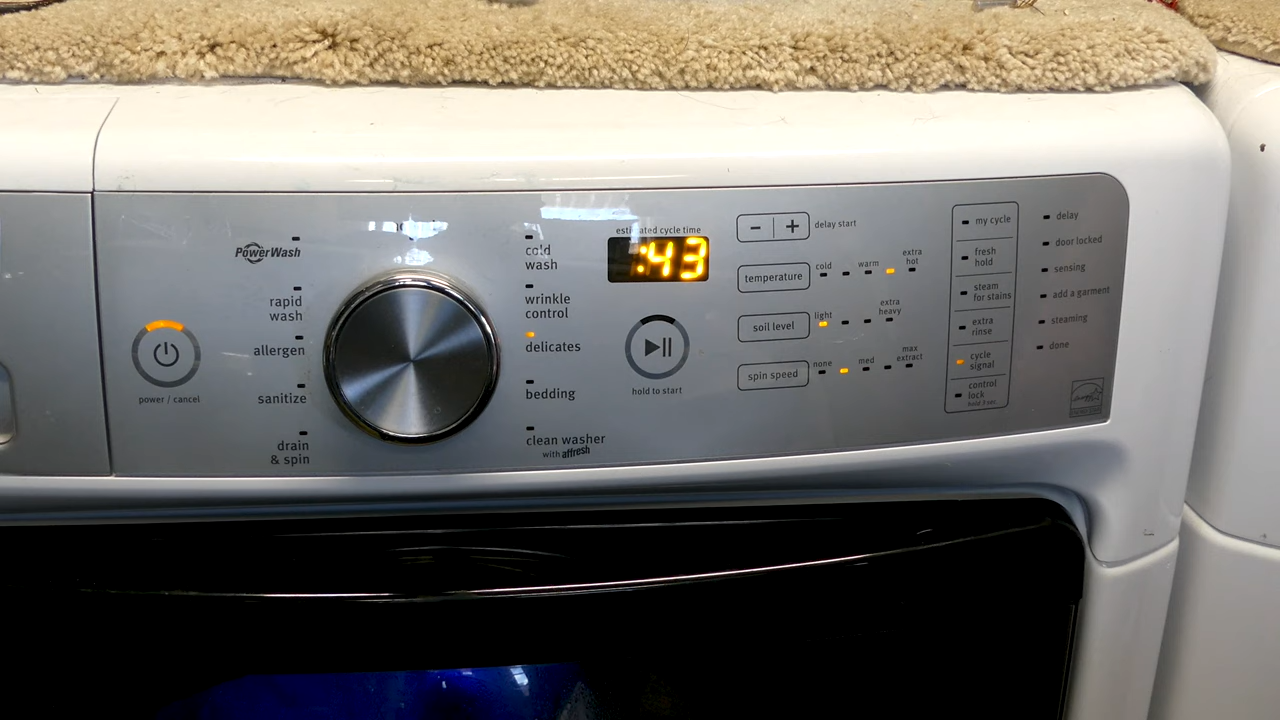 PowerWash
rapid
wash
allergen
sanitize
drain
& spin
power / cancel
cold
wash
wrinkle
control
delicates
bedding
clean washer
with affresh
estimated cycle time
:43
hold to start
- +
delay start
temperature
cold
warm
extra
hot
soil level
light
extra
heavy
spin speed
none
med
max
extract
my cycle
fresh
hold
steam
for stains
extra
rinse
cycle
signal
control
lock
hold 3 sec
delay
door locked
sensing
add a garment
steaming
done